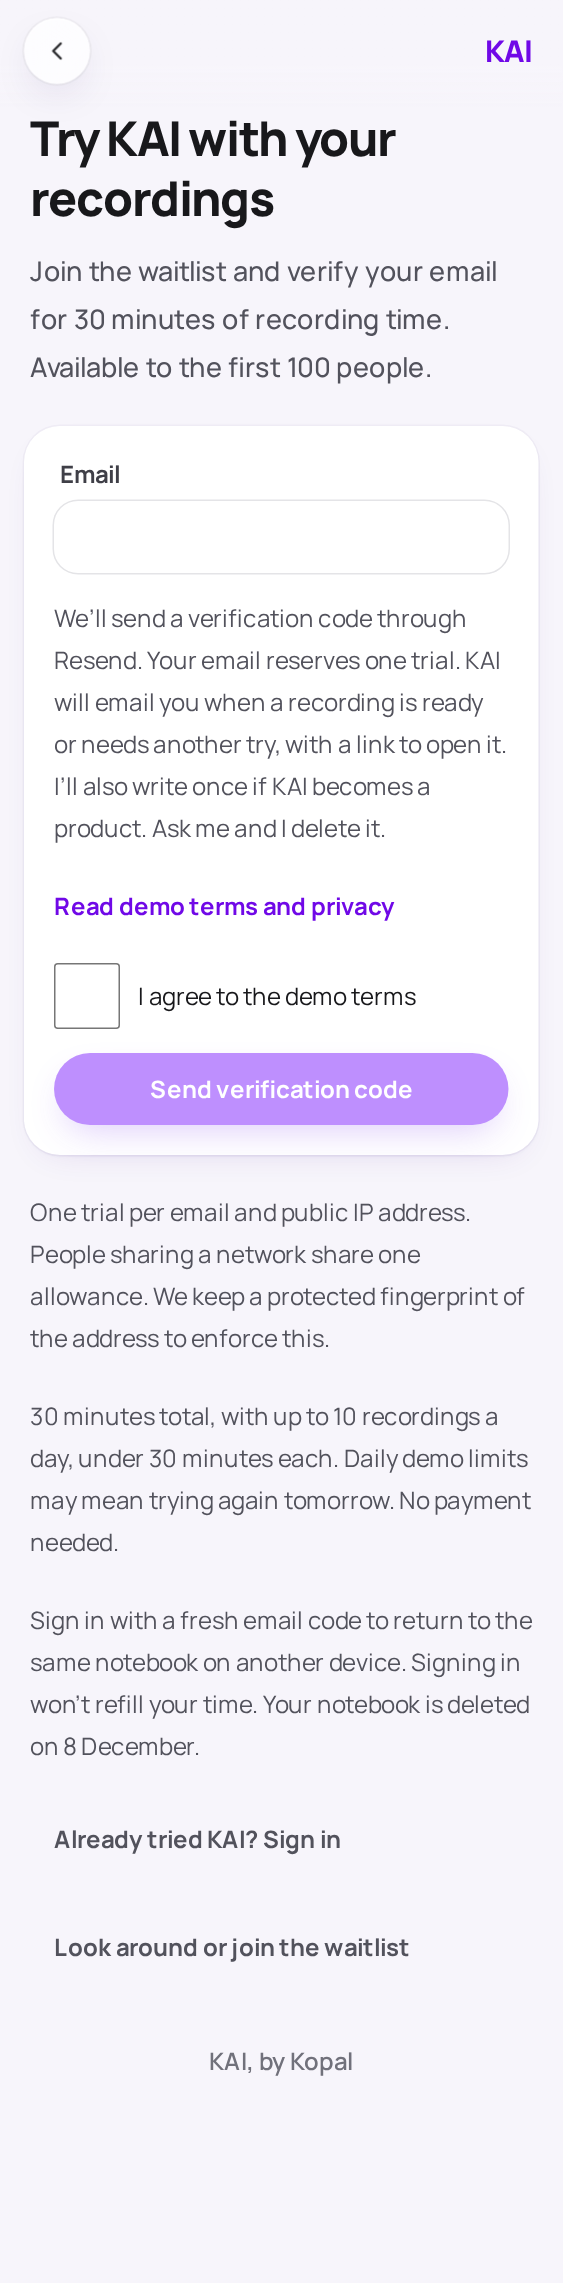 KAI
Try KAI with your
recordings
Join the waitlist and verify your email
for 30 minutes of recording time.
Available to the first 100 people.
Email
We’ll send a verification code through
Resend. Your email reserves one trial. KAI
will email you when a recording is ready
or needs another try, with a link to open it.
I’ll also write once if KAI becomes a
product. Ask me and I delete it.
Read demo terms and privacy
I agree to the demo terms
Send verification code
One trial per email and public IP address.
People sharing a network share one
allowance. We keep a protected fingerprint of
the address to enforce this.
30 minutes total, with up to 10 recordings a
day, under 30 minutes each. Daily demo limits
may mean trying again tomorrow. No payment
needed.
Sign in with a fresh email code to return to the
same notebook on another device. Signing in
won’t refill your time. Your notebook is deleted
on 8 December.
Already tried KAI? Sign in
Look around or join the waitlist
KAI, by Kopal